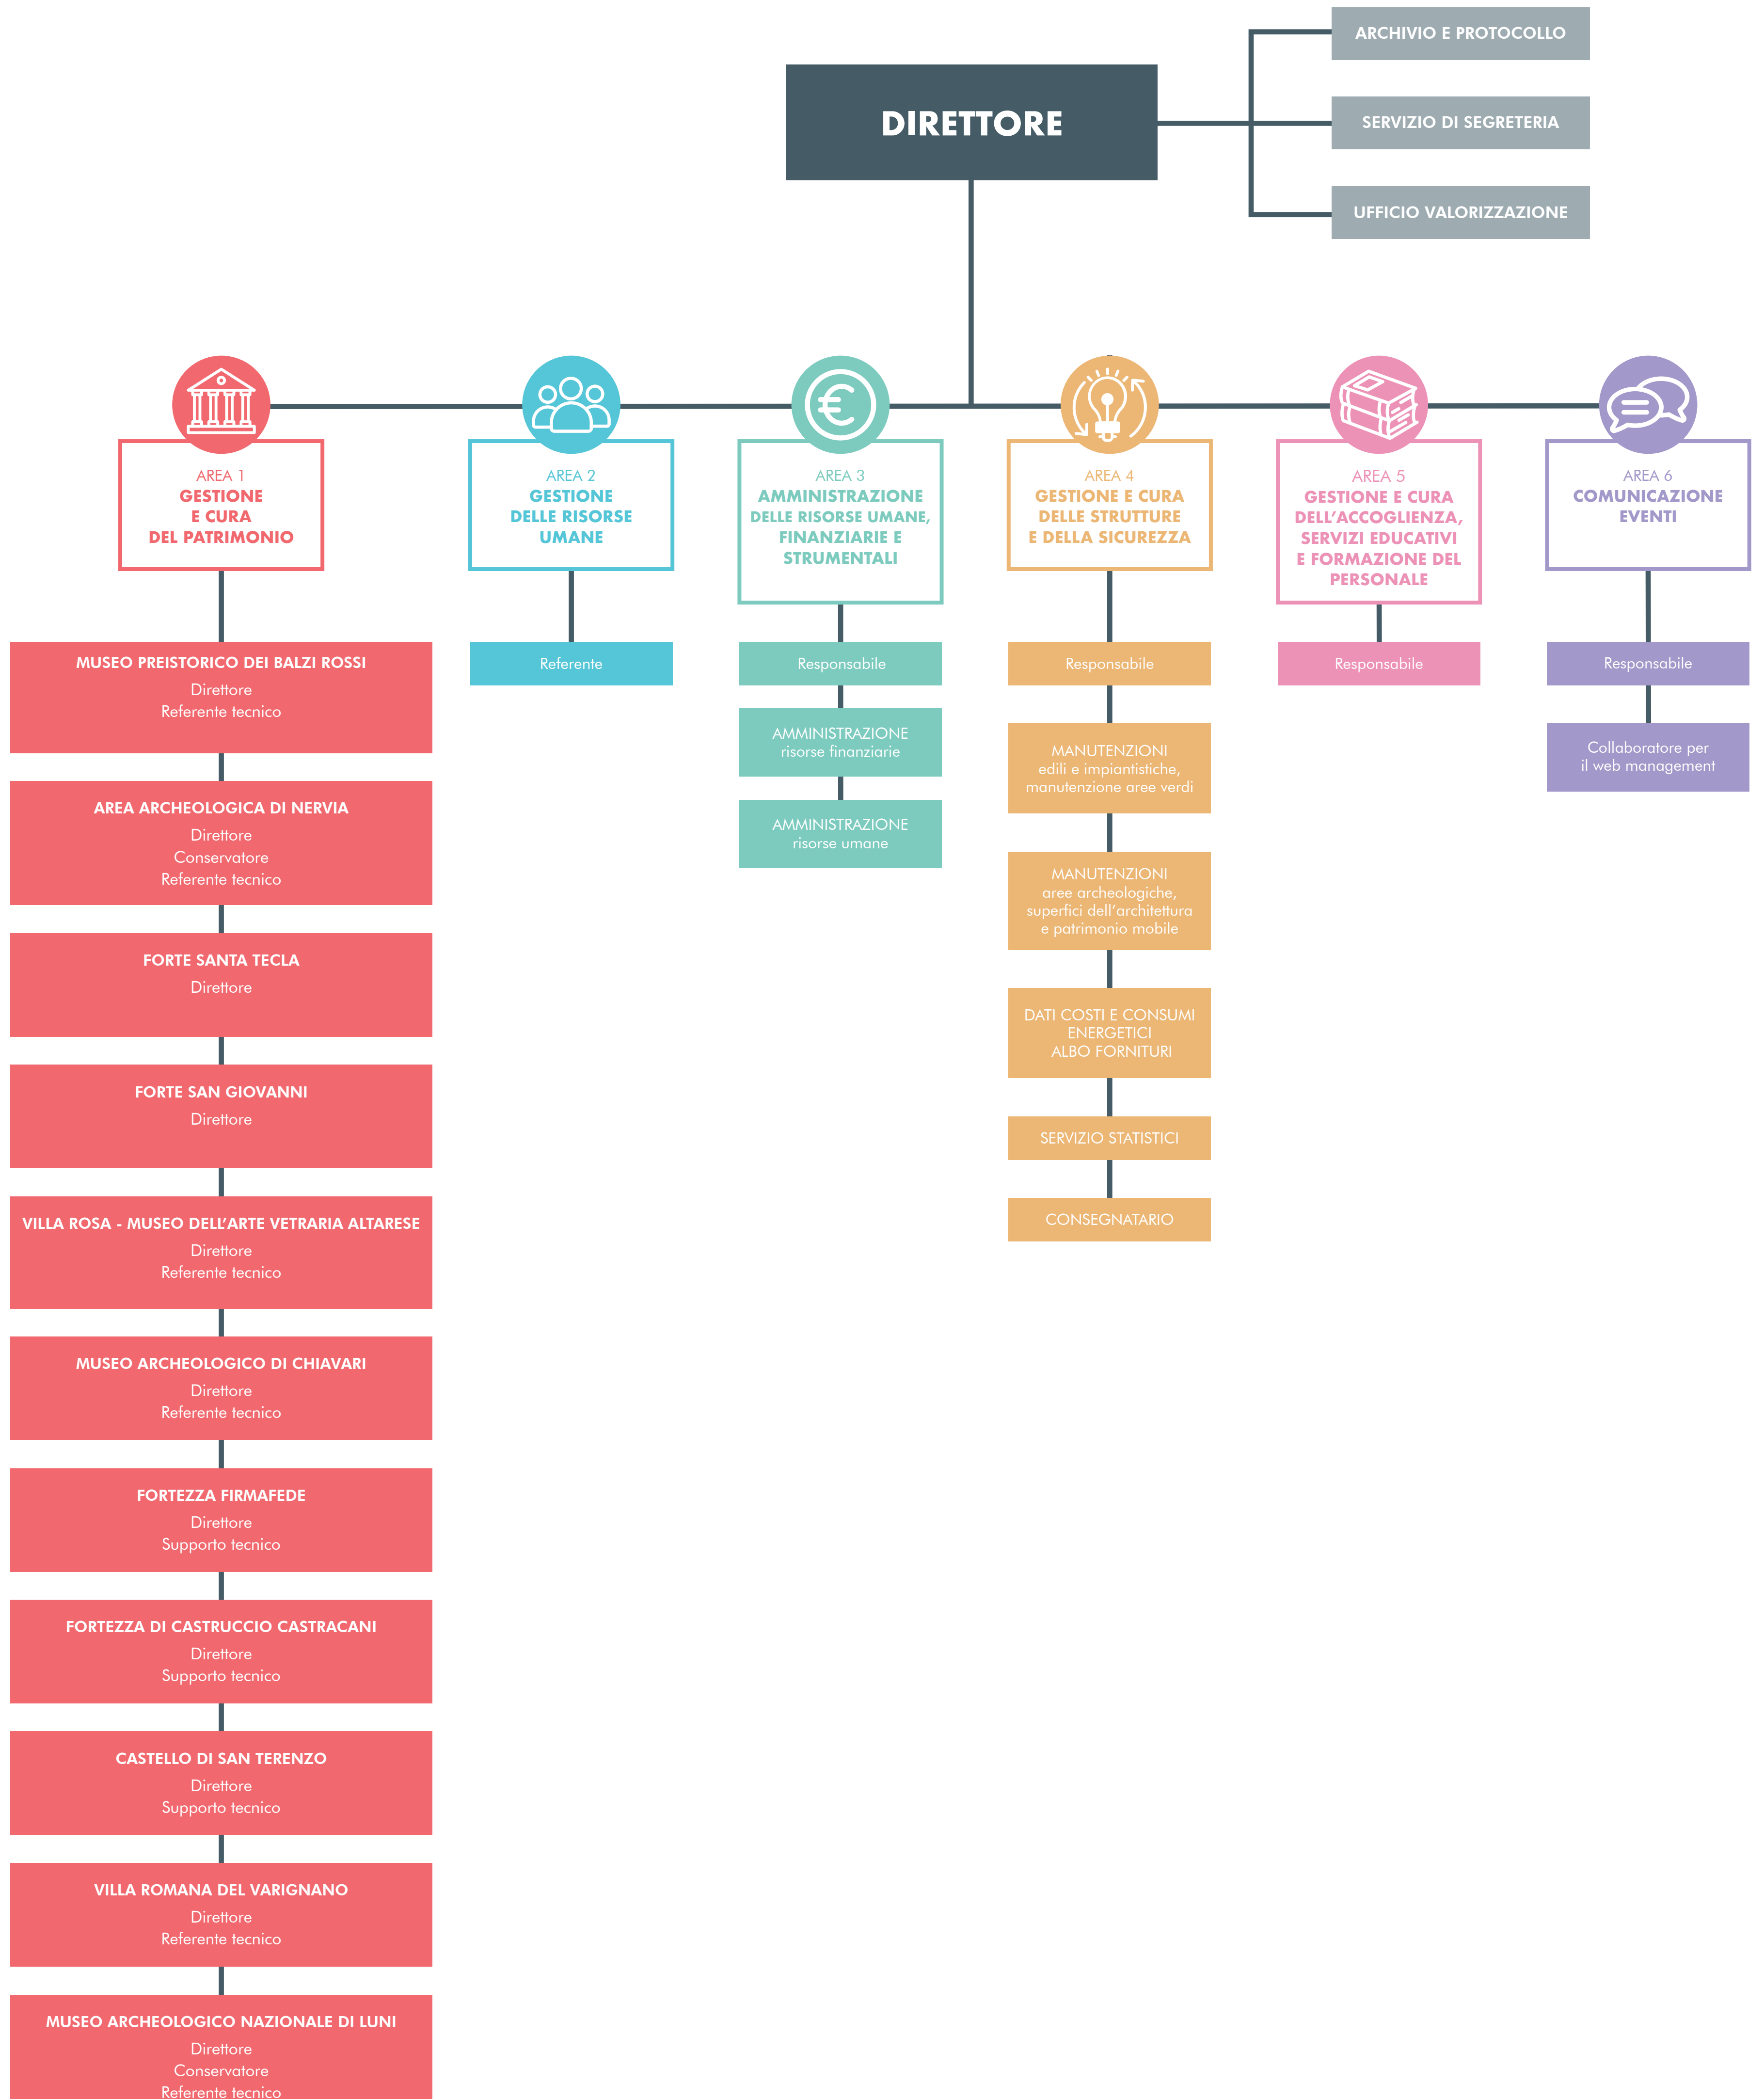 DIRETTORE
ARCHIVIO E PROTOCOLLO
SERVIZIO DI SEGRETERIA
UFFICIO VALORIZZAZIONE
AREA 1
GESTIONE
E CURA
DEL PATRIMONIO
MUSEO PREISTORICO DEI BALZI ROSSI
Direttore
Referente tecnico
AREA ARCHEOLOGICA DI NERVIA
Direttore
Conservatore
Referente tecnico
FORTE SANTA TECLA
Direttore
FORTE SAN GIOVANNI
Direttore
VILLA ROSA - MUSEO DELL'ARTE VETRARIA ALTARESE
Direttore
Referente tecnico
MUSEO ARCHEOLOGICO DI CHIAVARI
Direttore
Referente tecnico
FORTEZZA FIRMAFEDE
Direttore
Supporto tecnico
FORTEZZA DI CASTRUCCIO CASTRACANI
Direttore
Supporto tecnico
CASTELLO DI SAN TERENZO
Direttore
Supporto tecnico
VILLA ROMANA DEL VARIGNANO
Direttore
Referente tecnico
MUSEO ARCHEOLOGICO NAZIONALE DI LUNI
Direttore
Conservatore
Referente tecnico
AREA 2
GESTIONE
DELLE RISORSE
UMANE
Referente
AREA 3
AMMINISTRAZIONE
DELLE RISORSE UMANE,
FINANZIARIE E
STRUMENTALI
Responsabile
AMMINISTRAZIONE
risorse finanziarie
AMMINISTRAZIONE
risorse umane
AREA 4
GESTIONE E CURA
DELLE STRUTTURE
E DELLA SICUREZZA
Responsabile
MANUTENZIONI
edili e impiantistiche,
manutenzione aree verdi
MANUTENZIONI
aree archeologiche,
superfici dell'architettura
e patrimonio mobile
DATI COSTI E CONSUMI
ENERGETICI
ALBO FORNITURI
SERVIZIO STATISTICI
CONSEGNATARIO
AREA 5
GESTIONE E CURA
DELL'ACCOGLIENZA,
SERVIZI EDUCATIVI
E FORMAZIONE DEL
PERSONALE
Responsabile
AREA 6
COMUNICAZIONE
EVENTI
Responsabile
Collaboratore per
il web management